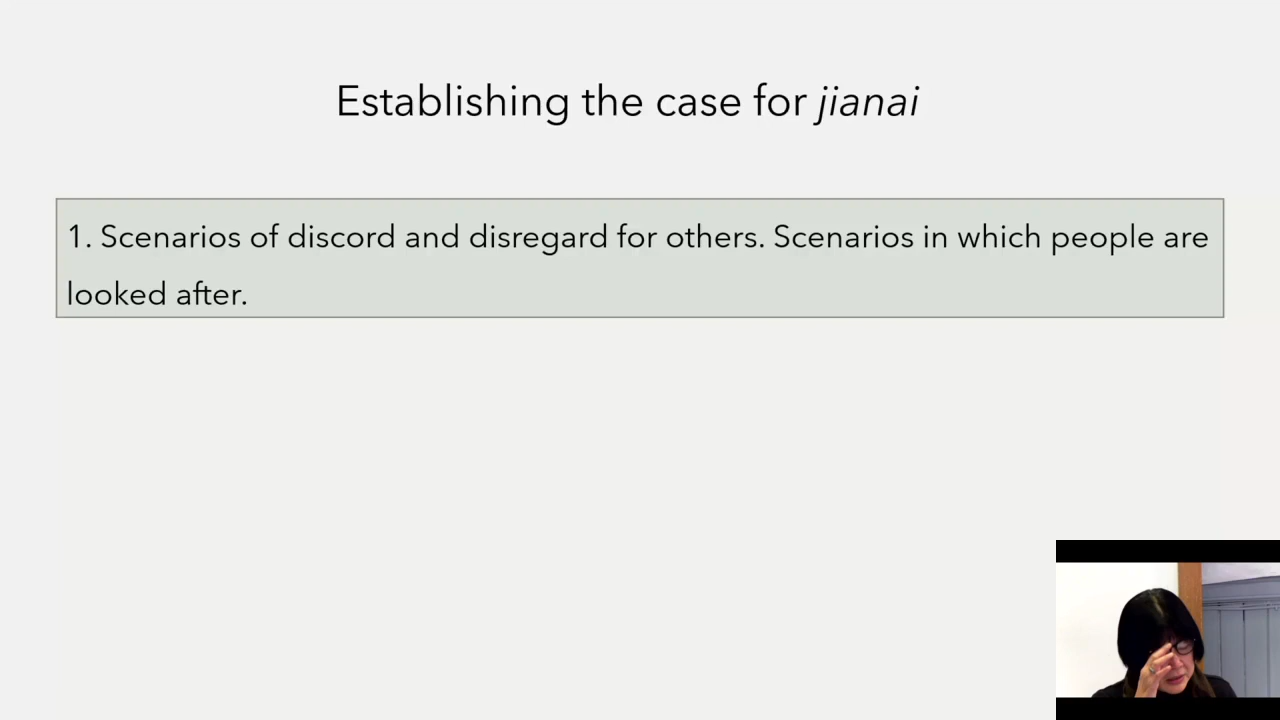 Establishing the case for jianai
1. Scenarios of discord and disregard for others. Scenarios in which people are
looked after.